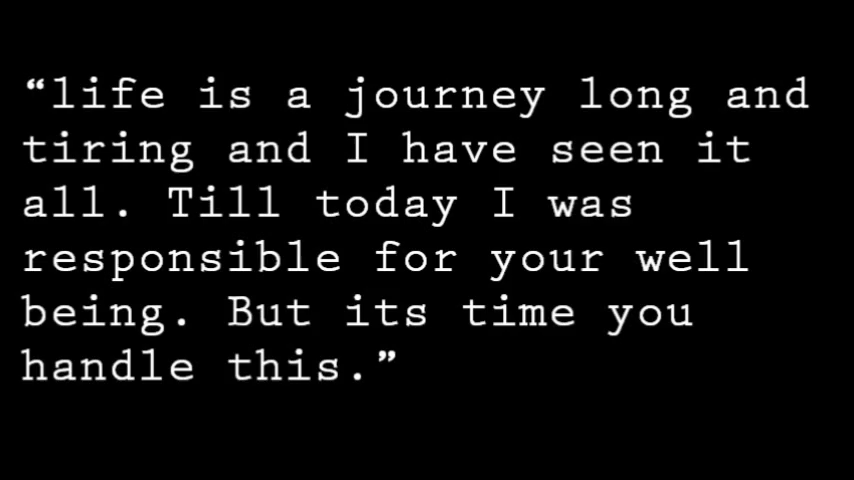 “life is a journey long and
tiring and I have seen it
all. Till today I was
responsible for your well
being. But its time you
handle this.”